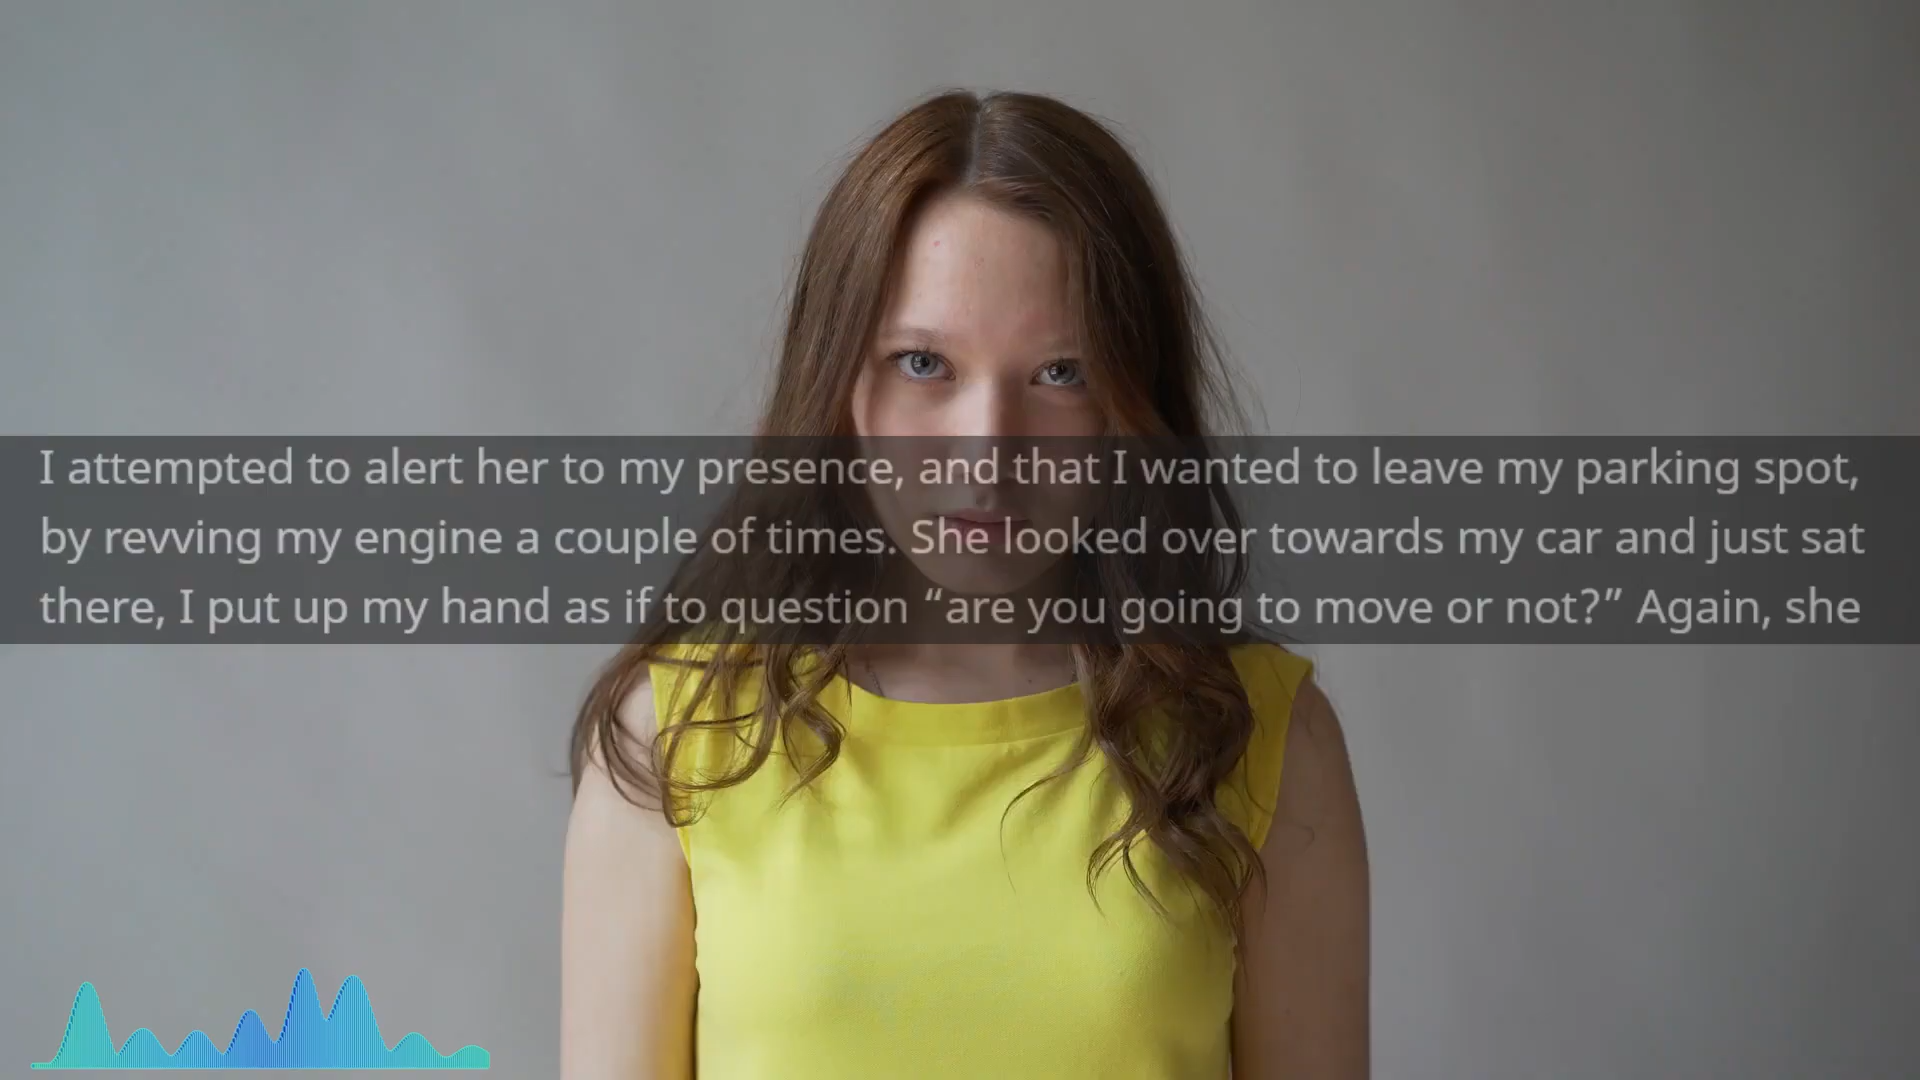 I attempted to alert her to my presence, and that I wanted to leave my parking spot,
by revving my engine a couple of times. She looked over towards my car and just sat
there, I put up my hand as if to question “are you going to move or not?” Again, she